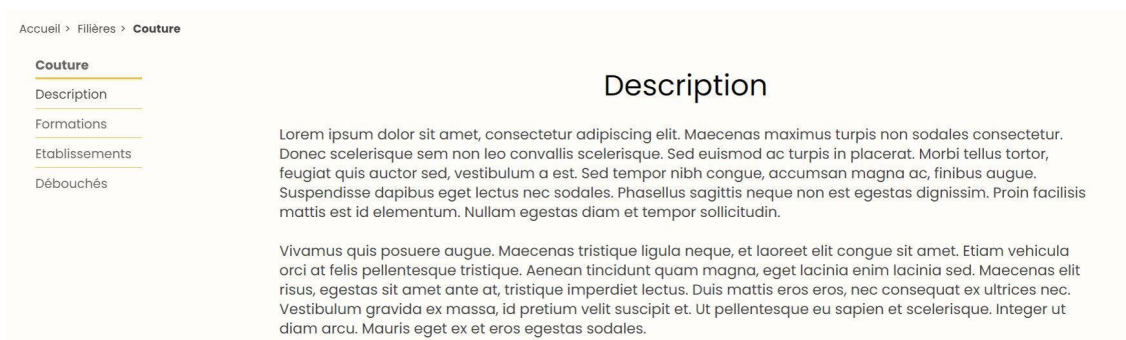 Accueil > Filières > Couture
Couture
Description
Formations
Etablissements
Débouchés
Description
Lorem ipsum dolor sit amet, consectetur adipiscing elit. Maecenas maximus turpis non sodales consectetur.
Donec scelerisque sem non leo convallis scelerisque. Sed euismod ac turpis in placerat. Morbi tellus tortor,
feugiat quis auctor sed, vestibulum a est. Sed tempor nibh congue, accumsan magna ac, finibus augue.
Suspendisse dapibus eget lectus nec sodales. Phasellus sagittis neque non est egestas dignissim. Proin facilisis
mattis est id elementum. Nullam egestas diam et tempor sollicitudin.
Vivamus quis posuere augue. Maecenas tristique ligula neque, et laoreet elit congue sit amet. Etiam vehicula
orci at felis pellentesque tristique. Aenean tincidunt quam magna, eget lacinia enim lacinia sed. Maecenas elit
risus, egestas sit amet ante at, tristique imperdiet lectus. Duis mattis eros eros, nec consequat ex ultrices nec.
Vestibulum gravida ex massa, id pretium velit suscipit et. Ut pellentesque eu sapien et scelerisque. Integer ut
diam arcu. Mauris eget ex et eros egestas sodales.